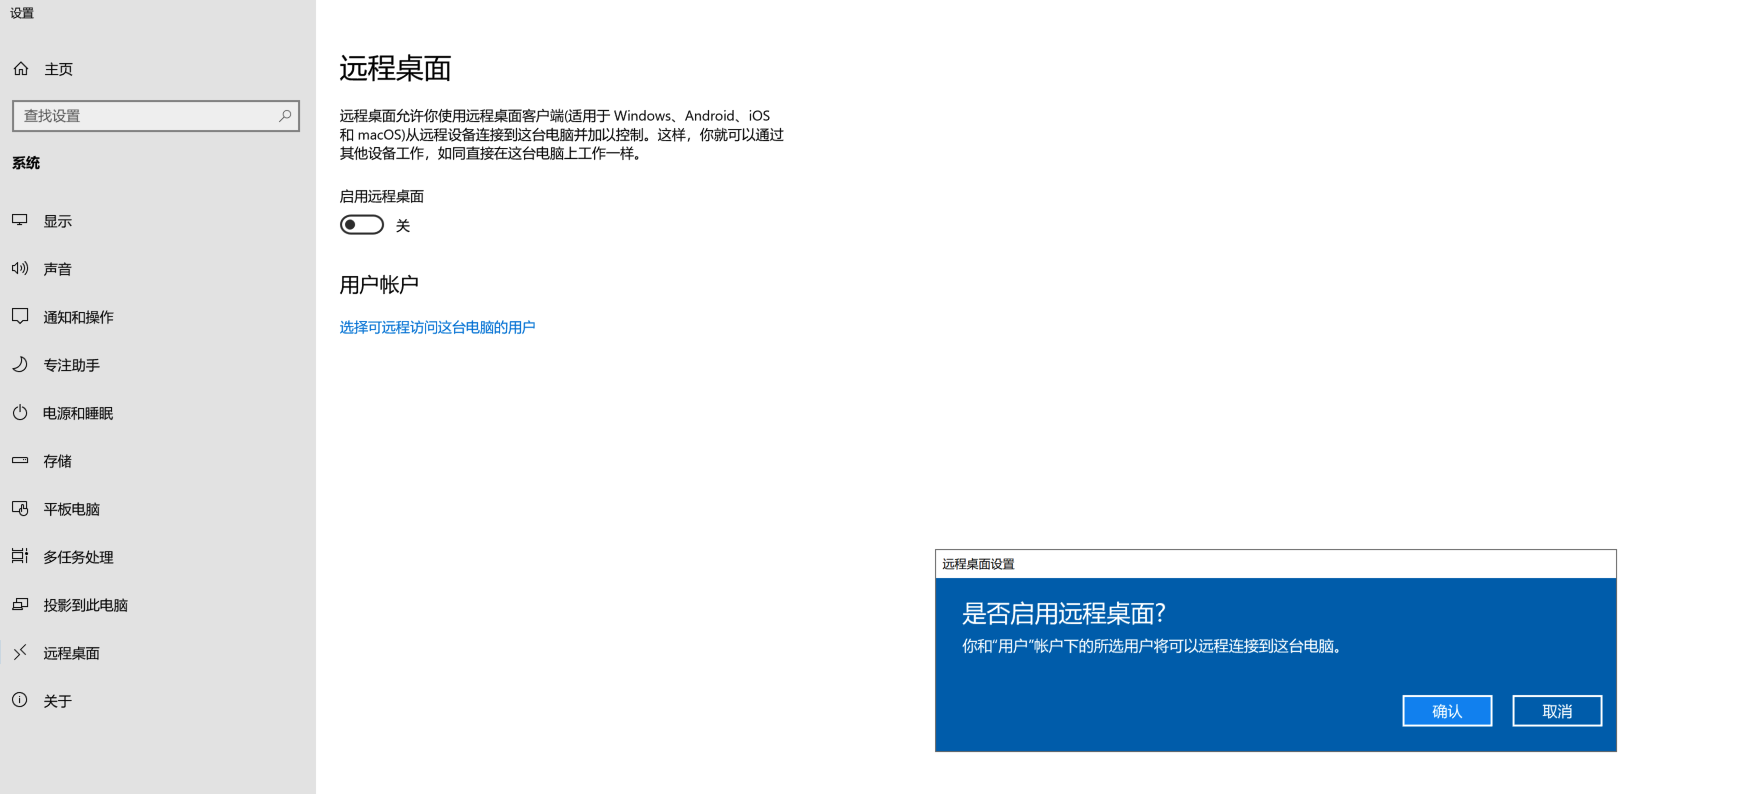 设置
主页
查找设置
系统
显示
声音
通知和操作
专注助手
电源和睡眠
存储
平板电脑
多任务处理
投影到此电脑
远程桌面
关于
远程桌面
远程桌面允许你使用远程桌面客户端(适用于 Windows、Android、iOS
和 macOS)从远程设备连接到这台电脑并加以控制。这样，你就可以通过
其他设备工作，如同直接在这台电脑上工作一样。
启用远程桌面
关
用户帐户
选择可远程访问这台电脑的用户
远程桌面设置
是否启用远程桌面?
你和"用户"帐户下的所选用户将可以远程连接到这台电脑。
确认
取消